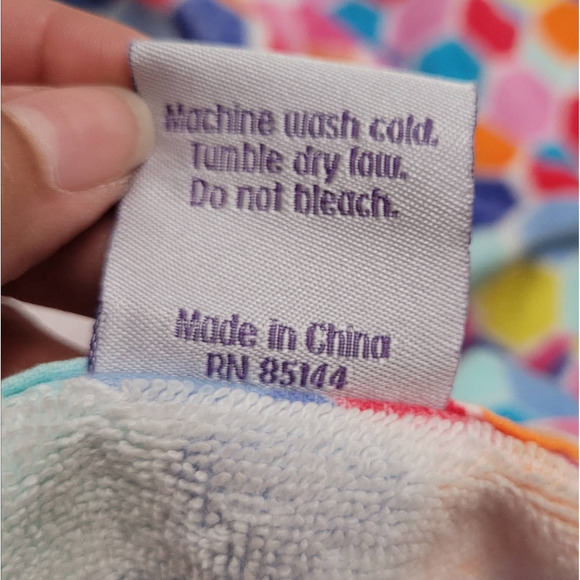 Machine wash cold.
Tumble dry low.
Do not bleach.
Made in China
RN 85144